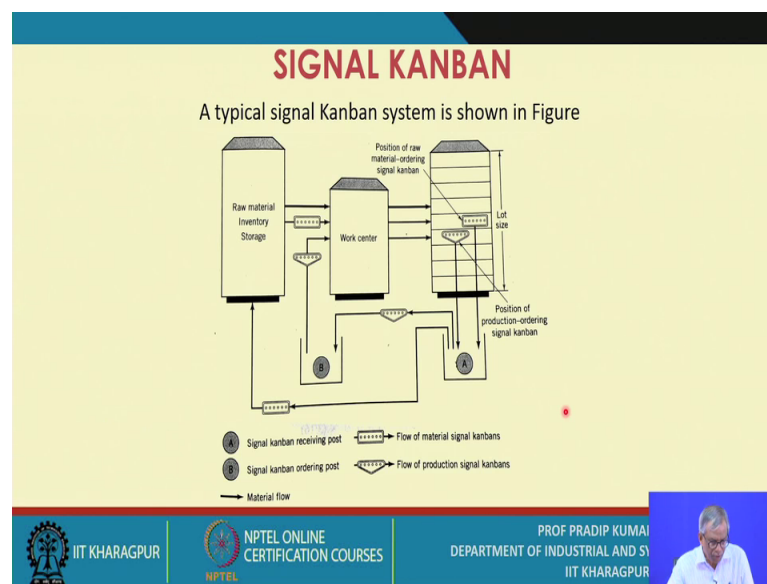 SIGNAL KANBAN
A typical signal Kanban system is shown in Figure
Position of raw
material-ordering
signal kanban
Raw material
Inventory
Storage
Work center
Lot
size
Position of
production-ordering
signal kanban
B
A
A Signal kanban receiving post
Flow of material signal kanbans
B Signal kanban ordering post
Flow of production signal kanbans
Material flow
IIT KHARAGPUR
NPTEL
NPTEL ONLINE
CERTIFICATION COURSES
PROF PRADIP KUMA
DEPARTMENT OF INDUSTRIAL AND SY
IIT KHARAGPUR